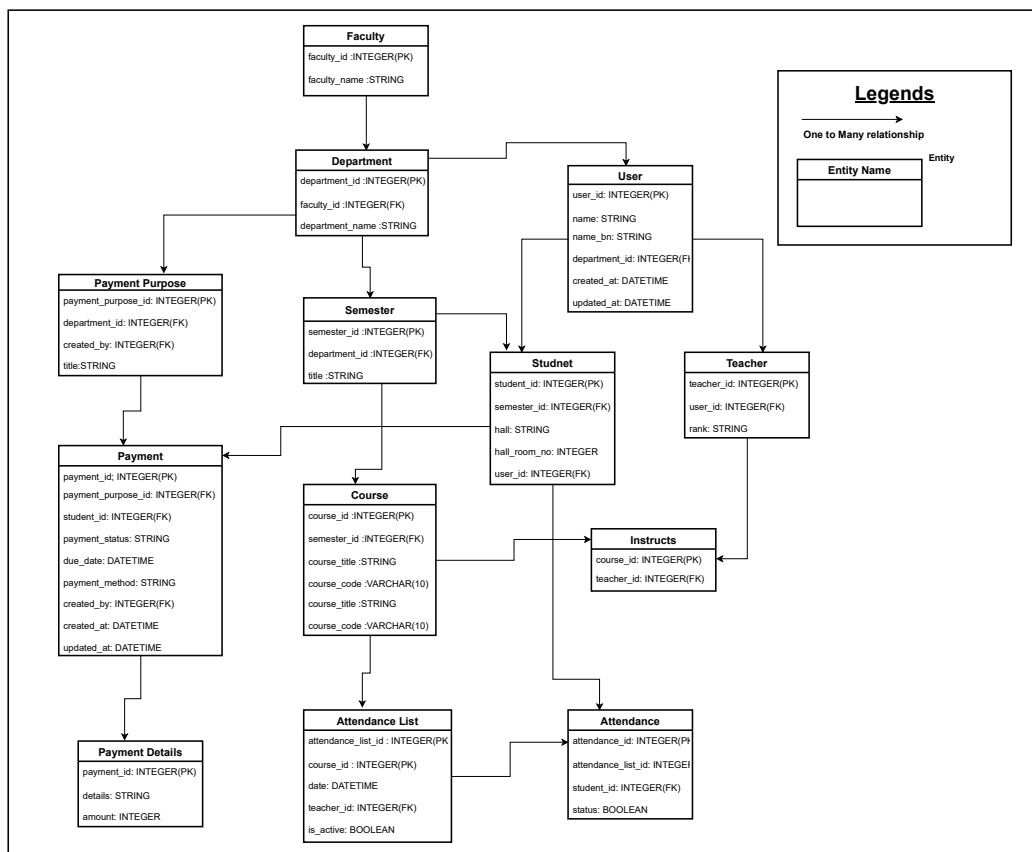 Faculty
faculty_id :INTEGER(PK)
faculty_name :STRING
Legends
One to Many relationship
Entity
Entity Name
Department
department_id :INTEGER(PK)
faculty_id :INTEGER(FK)
department_name :STRING
User
user_id: INTEGER(PK)
name: STRING
name_bn: STRING
department_id: INTEGER(F
created_at: DATETIME
updated_at: DATETIME
Payment Purpose
payment_purpose_id: INTEGER(PK)
department_id: INTEGER(FK)
created_by: INTEGER(FK)
title:STRING
Semester
semester_id :INTEGER(PK)
department_id :INTEGER(FK)
title :STRING
Studnet
student_id: INTEGER(PK)
semester_id: INTEGER(FK)
hall: STRING
hall_room_no: INTEGER
user_id: INTEGER(FK)
Teacher
teacher_id: INTEGER(PK)
user_id: INTEGER(FK)
rank: STRING
Payment
payment_id; INTEGER(PK)
payment_purpose_id: INTEGER(FK)
student_id: INTEGER(FK)
payment_status: STRING
due_date: DATETIME
payment_method: STRING
created_by: INTEGER(FK)
created_at: DATETIME
updated_at: DATETIME
Course
course_id :INTEGER(PK)
semester_id :INTEGER(FK)
course_title :STRING
course_code :VARCHAR(10)
course_title :STRING
course_code :VARCHAR(10)
Instructs
course_id: INTEGER(PK)
teacher_id: INTEGER(FK)
Payment Details
payment_id: INTEGER(PK)
details: STRING
amount: INTEGER
Attendance List
attendance_list_id : INTEGER(PK
course_id : INTEGER(PK)
date: DATETIME
teacher_id: INTEGER(FK)
is_active: BOOLEAN
Attendance
attendance_id: INTEGER(P
attendance_list_id: INTEGE
student_id: INTEGER(FK)
status: BOOLEAN